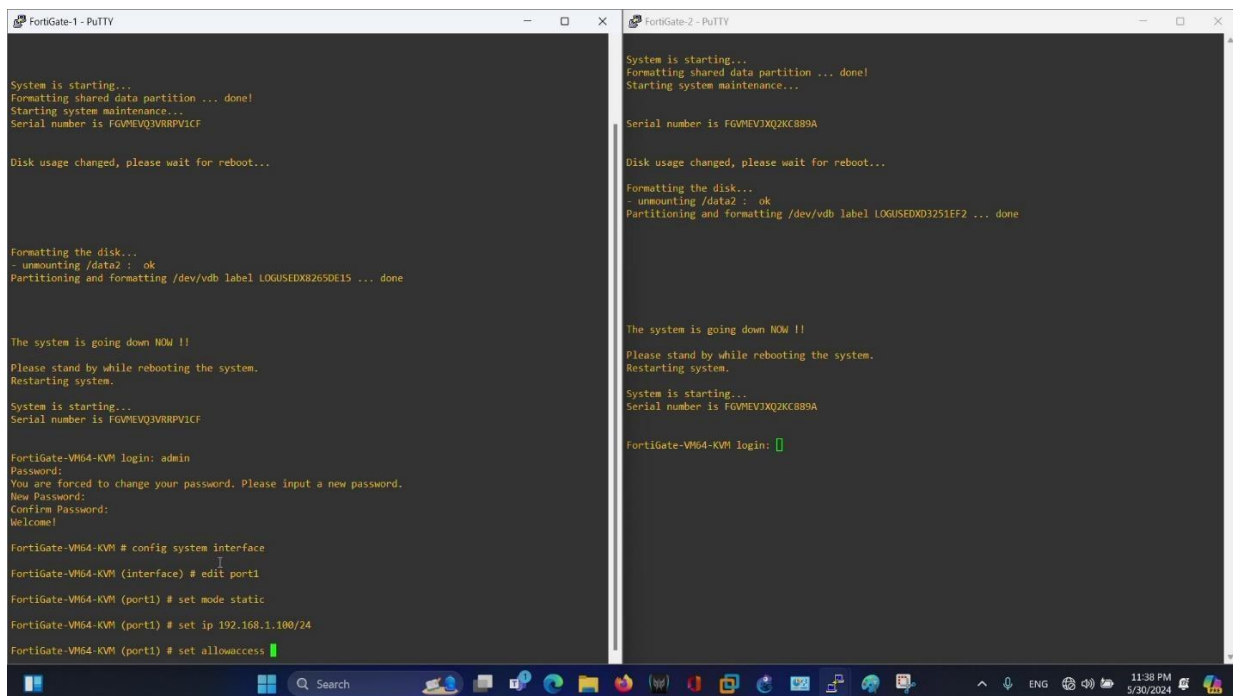 FortiGate-1 - PuTTY
System is starting...
Formatting shared data partition ... done!
Starting system maintenance...
Serial number is FGVMEVQ3VRRPV1CF
Disk usage changed, please wait for reboot...
Formatting the disk...
- unmounting /data2 : ok
Partitioning and formatting /dev/vdb label LOGUSEDX8265DE15 ... done
The system is going down NOW !!
Please stand by while rebooting the system.
Restarting system.
System is starting...
Serial number is FGVMEVQ3VRRPV1CF
FortiGate-VM64-KVM login: admin
Password:
You are forced to change your password. Please input a new password.
New Password:
Confirm Password:
Welcome!
FortiGate-VM64-KVM # config system interface
FortiGate-VM64-KVM (interface) # edit port1
FortiGate-VM64-KVM (port1) # set mode static
FortiGate-VM64-KVM (port1) # set ip 192.168.1.100/24
FortiGate-VM64-KVM (port1) # set allowaccess
FortiGate-2 - PuTTY
System is starting...
Formatting shared data partition ... done!
Starting system maintenance...
Serial number is FGVMEVJXQ2KC889A
Disk usage changed, please wait for reboot...
Formatting the disk...
- unmounting /data2 : ok
Partitioning and formatting /dev/vdb label LOGUSEDXD3251EF2 ... done
The system is going down NOW !!
Please stand by while rebooting the system.
Restarting system.
System is starting...
Serial number is FGVMEVJXQ2KC889A
FortiGate-VM64-KVM login:
Search
ENG
11:38 PM
5/30/2024